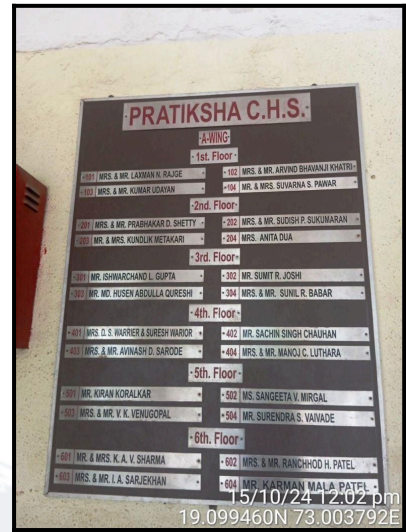 PRATIKSHA C.H.S.
A-WING
1st. Floor
101 MRS. & MR. LAXMAN N. RAJGE
102 MRS. & MR. ARVIND BHAVANJI KHATRI
103 MRS. & MR. KUMAR UDAYAN
104 MR. & MRS. SUVARNA S. PAWAR
2nd. Floor
201 MRS. & MR. PRABHAKAR D. SHETTY
202 MRS. & MR. SUDISH P. SUKUMARAN
203 MR. & MRS. KUNDLIK METAKARI
204 MRS. ANITA DUA
3rd. Floor
301 MR. ISHWARCHAND L. GUPTA
302 MR. SUMIT R. JOSHI
303 MR. MD. HUSEN ABDULLA QURESHI
304 MRS. & MR. SUNIL R. BABAR
4th. Floor
401 MRS. D. S. WARRIER & SURESH WARIOR
402 MR. SACHIN SINGH CHAUHAN
403 MRS. & MR. AVINASH D. SARODE
404 MRS. & MR. MANOJ C. LUTHARA
5th. Floor
501 MR. KIRAN KORALKAR
502 MS. SANGEETA V. MIRGAL
503 MRS. & MR. V. K. VENUGOPAL
504 MR. SURENDRA S. VAIVADE
6th. Floor
601 MR. & MRS. K. A. V. SHARMA
602 MRS. & MR. RANCHHOD H. PATEL
603 MRS. & MR. I. A. SARJEKHAN
604 MR. KARMAN MALA PATEL
15/10/24 12:02 pm
19.099460N 73.003792E